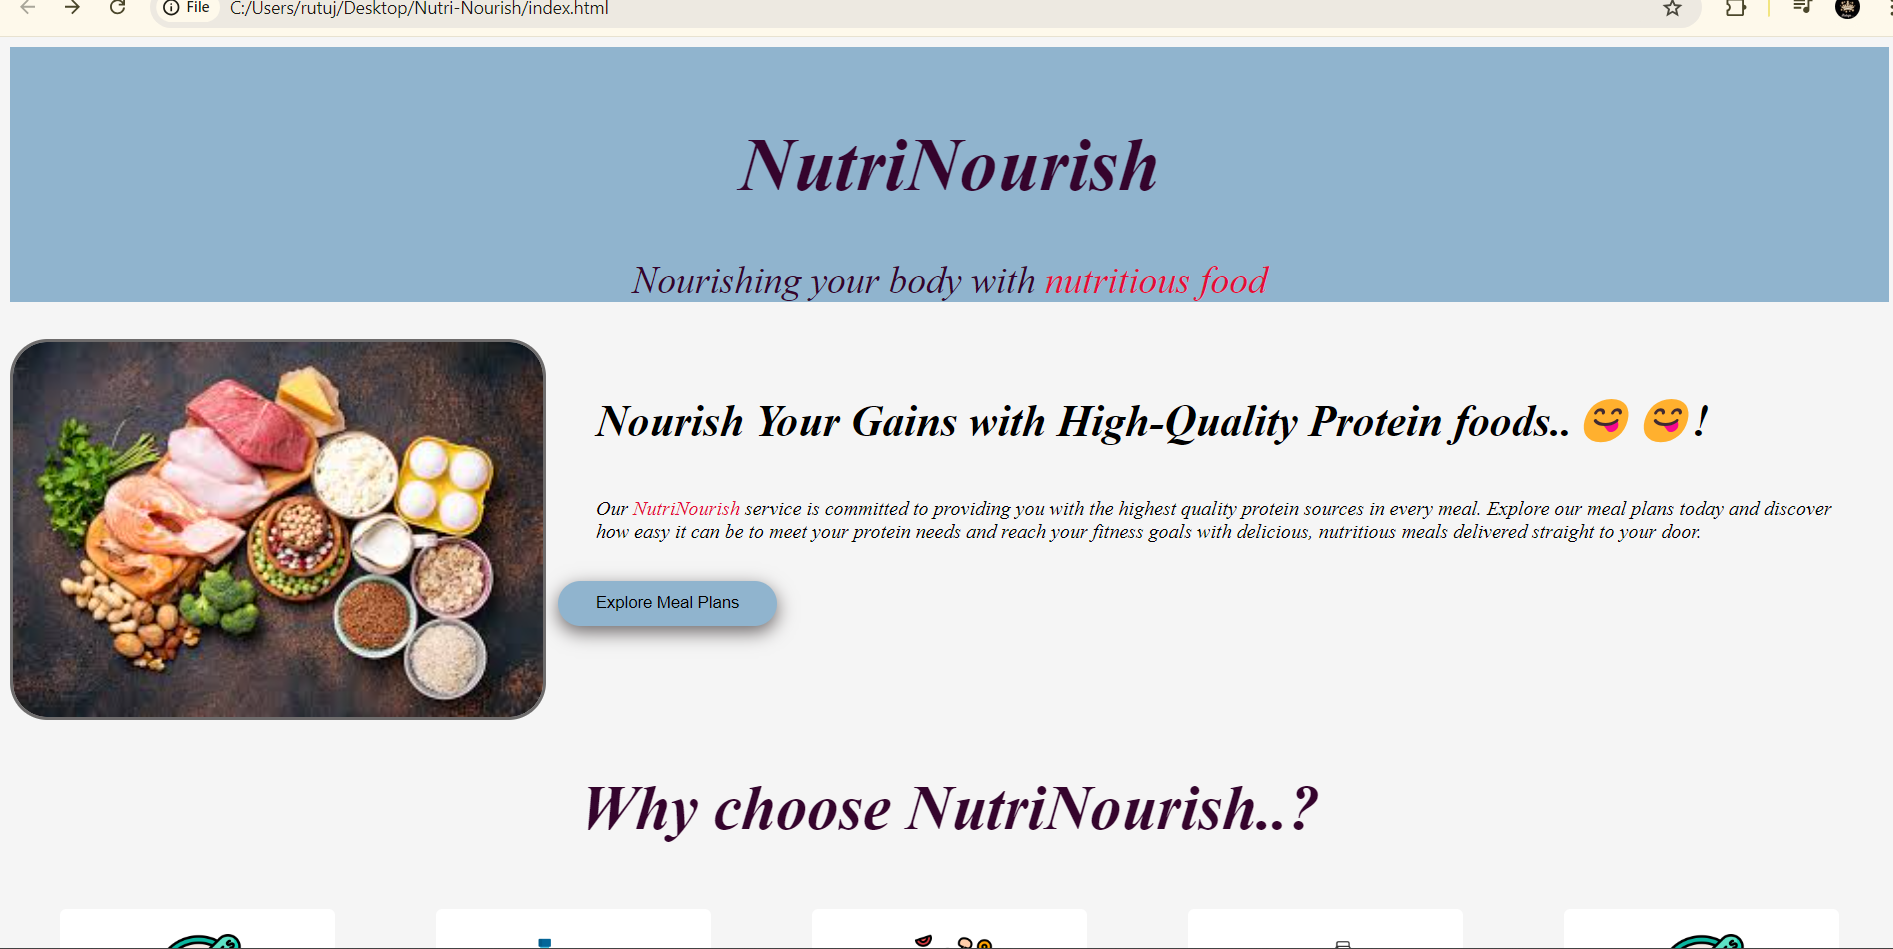 File C:/Users/rutuj/Desktop/Nutri-Nourish/index.html
NutriNourish
Nourishing your body with nutritious food
Nourish Your Gains with High-Quality Protein foods.. 😋 😋 !
Our NutriNourish service is committed to providing you with the highest quality protein sources in every meal. Explore our meal plans today and discover
how easy it can be to meet your protein needs and reach your fitness goals with delicious, nutritious meals delivered straight to your door.
Explore Meal Plans
Why choose NutriNourish..?